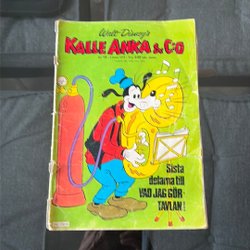 Walt Disney's
KALLE ANKA & C:O
Sista
delarna till
VAD JAG GÖR-
TAVLAN!